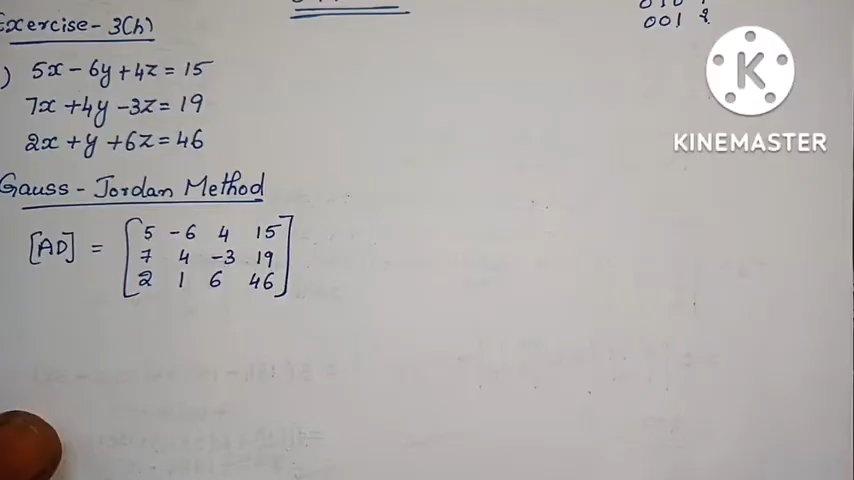 Exercise - 3(h)
) 5x - 6y + 4z = 15
7x + 4y - 3z = 19
2x + y + 6z = 46
Gauss - Jordan Method
[AD] = [5 -6 4 15
7 4 -3 19
2 1 6 46]
001
K
KINEMASTER